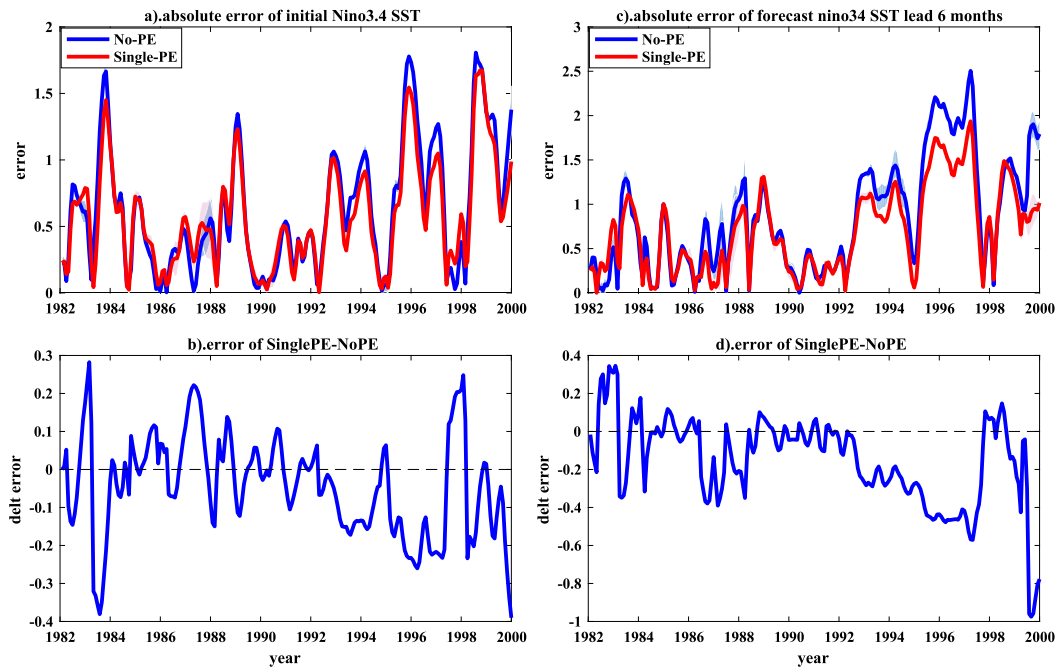 a).absolute error of initial Nino3.4 SST
2
1.5
1
0.5
0
error
No-PE
Single-PE
1982 1984 1986 1988 1990 1992 1994 1996 1998 2000
c).absolute error of forecast nino34 SST lead 6 months
3
2.5
2
1.5
1
0.5
0
error
No-PE
Single-PE
1982 1984 1986 1988 1990 1992 1994 1996 1998 2000
b).error of SinglePE-NoPE
0.3
0.2
0.1
0
-0.1
-0.2
-0.3
-0.4
delt error
1982 1984 1986 1988 1990 1992 1994 1996 1998 2000
year
d).error of SinglePE-NoPE
0.4
0.2
0
-0.2
-0.4
-0.6
-0.8
-1
delt error
1982 1984 1986 1988 1990 1992 1994 1996 1998 2000
year